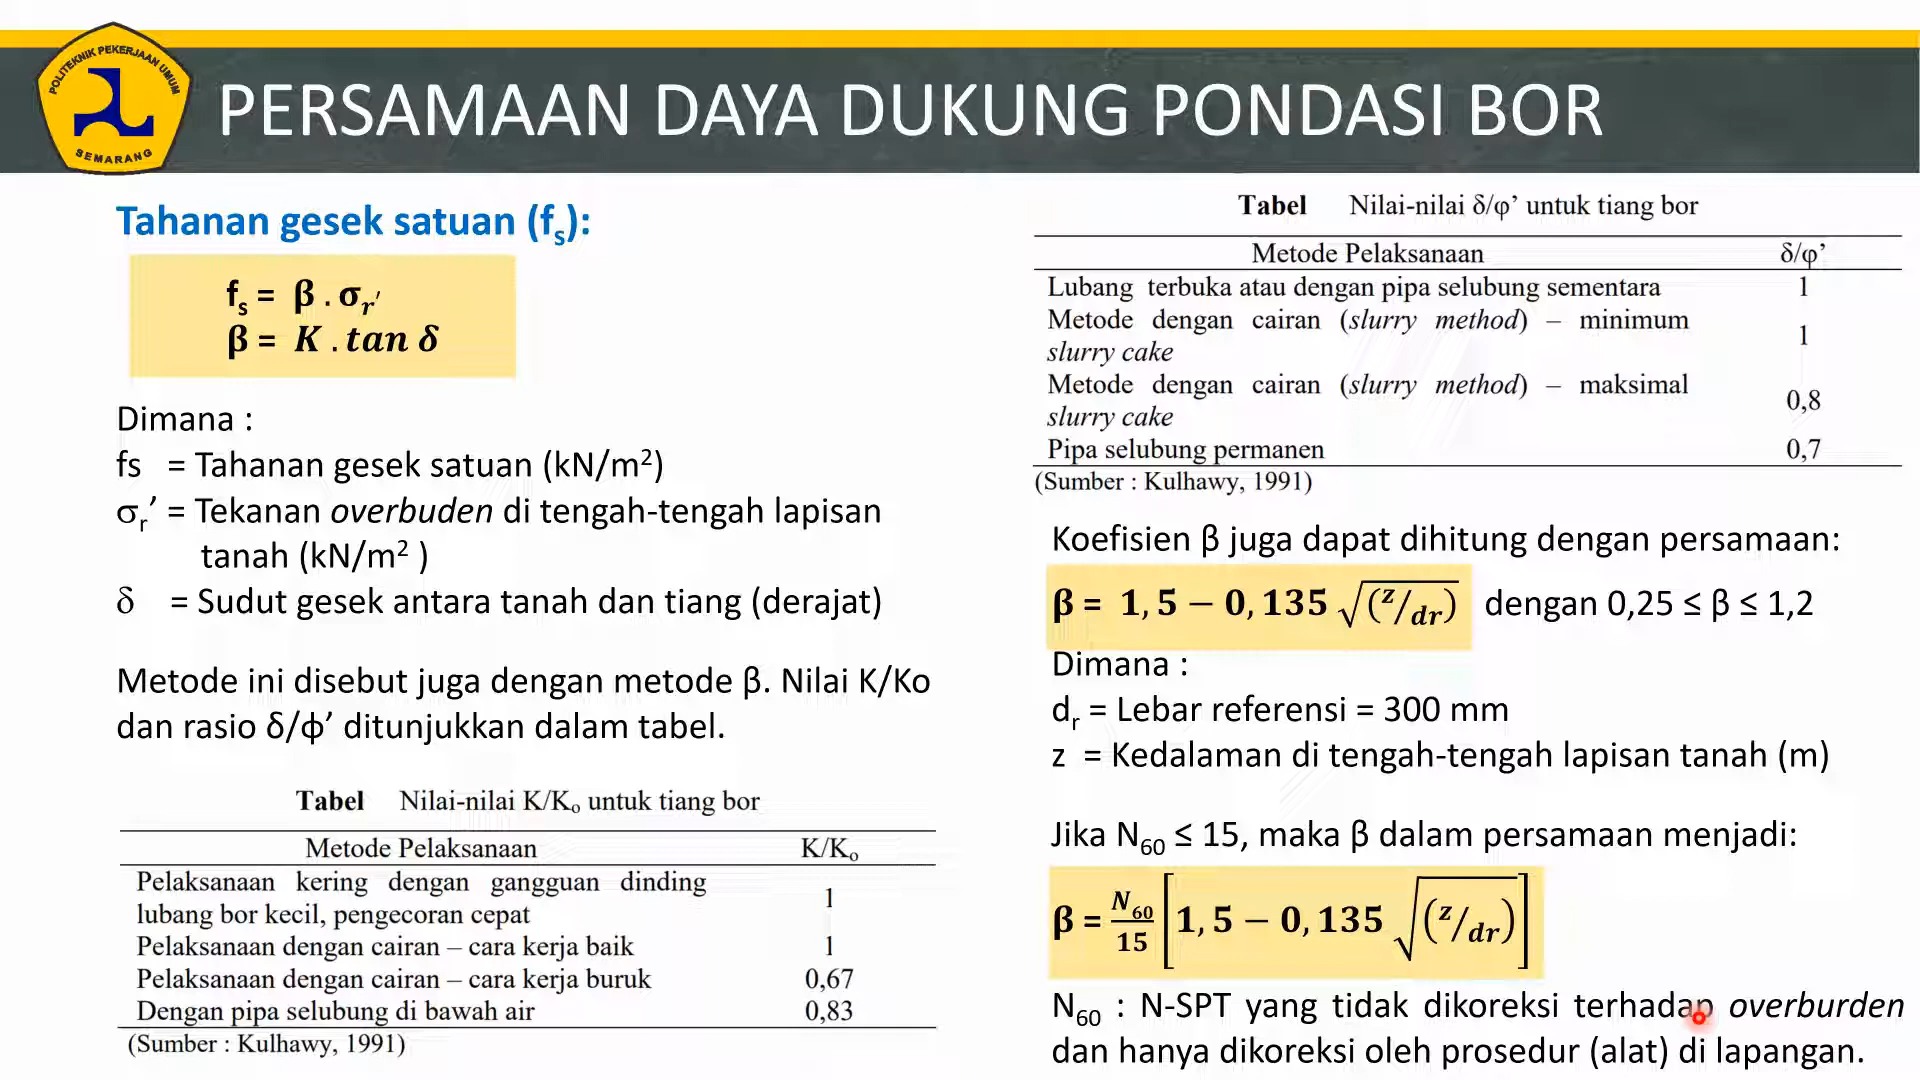 POLITEKNIK PEKERJAAN UMUM
SEMARANG
PERSAMAAN DAYA DUKUNG PONDASI BOR
Tahanan gesek satuan (fs):
fs = β . σr′
β = K . tan δ
Dimana :
fs = Tahanan gesek satuan (kN/m²)
σr’ = Tekanan overbuden di tengah-tengah lapisan
tanah (kN/m² )
δ = Sudut gesek antara tanah dan tiang (derajat)
Metode ini disebut juga dengan metode β. Nilai K/Ko
dan rasio δ/ϕ’ ditunjukkan dalam tabel.
Tabel Nilai-nilai K/Ko untuk tiang bor
Metode Pelaksanaan K/Ko
Pelaksanaan kering dengan gangguan dinding
lubang bor kecil, pengecoran cepat 1
Pelaksanaan dengan cairan – cara kerja baik 1
Pelaksanaan dengan cairan – cara kerja buruk 0,67
Dengan pipa selubung di bawah air 0,83
(Sumber : Kulhawy, 1991)
Tabel Nilai-nilai δ/φ’ untuk tiang bor
Metode Pelaksanaan δ/φ’
Lubang terbuka atau dengan pipa selubung sementara 1
Metode dengan cairan (slurry method) – minimum
slurry cake 1
Metode dengan cairan (slurry method) – maksimal
slurry cake 0,8
Pipa selubung permanen 0,7
(Sumber : Kulhawy, 1991)
Koefisien β juga dapat dihitung dengan persamaan:
β = 1,5 − 0,135 √(z/dr) dengan 0,25 ≤ β ≤ 1,2
Dimana :
dr = Lebar referensi = 300 mm
z = Kedalaman di tengah-tengah lapisan tanah (m)
Jika N60 ≤ 15, maka β dalam persamaan menjadi:
β = N60/15 [1,5 − 0,135 √(z/dr)]
N60 : N-SPT yang tidak dikoreksi terhadap overburden
dan hanya dikoreksi oleh prosedur (alat) di lapangan.